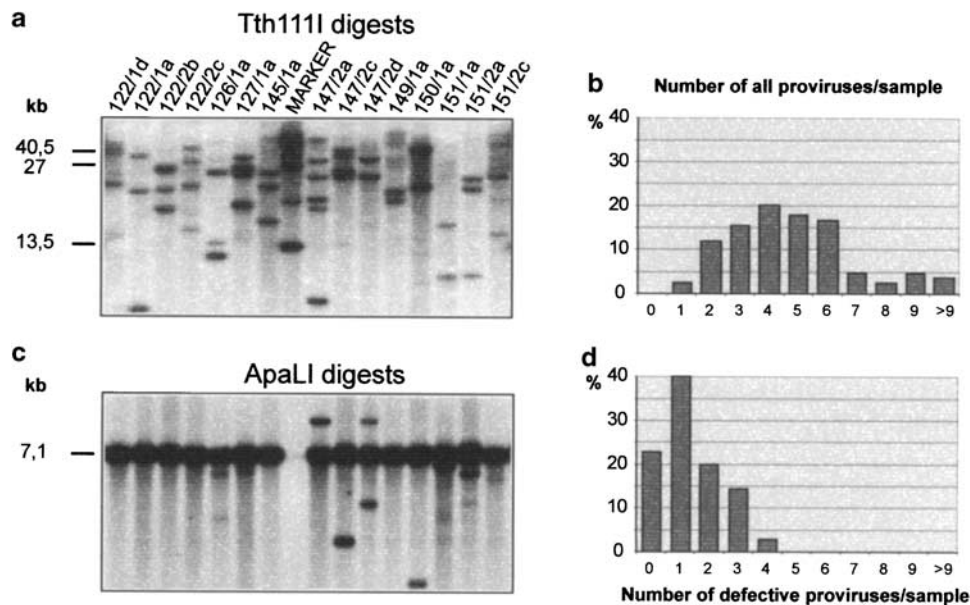 a
Tth111I digests
122/1d
122/1a
122/2b
122/2c
126/1a
127/1a
145/1a
MARKER
147/2a
147/2c
147/2d
149/1a
150/1a
151/1a
151/2a
151/2c
kb
40,5
27
13,5
b
Number of all proviruses/sample
%
40
30
20
10
0
0 1 2 3 4 5 6 7 8 9 >9
c
ApaLI digests
kb
7,1
d
%
40
30
20
10
0
0 1 2 3 4 5 6 7 8 9 >9
Number of defective proviruses/sample